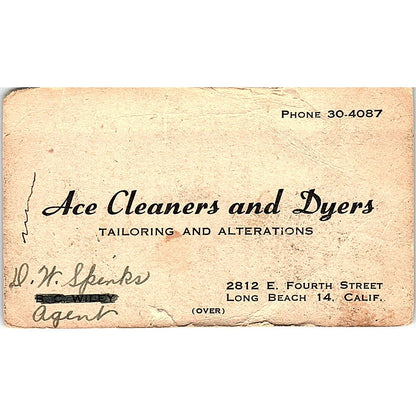 PHONE 30-4087
Ace Cleaners and Dyers
TAILORING AND ALTERATIONS
D. W. Spenks
R. C. WILEY
Agent
2812 E. FOURTH STREET
LONG BEACH 14, CALIF.
(OVER)